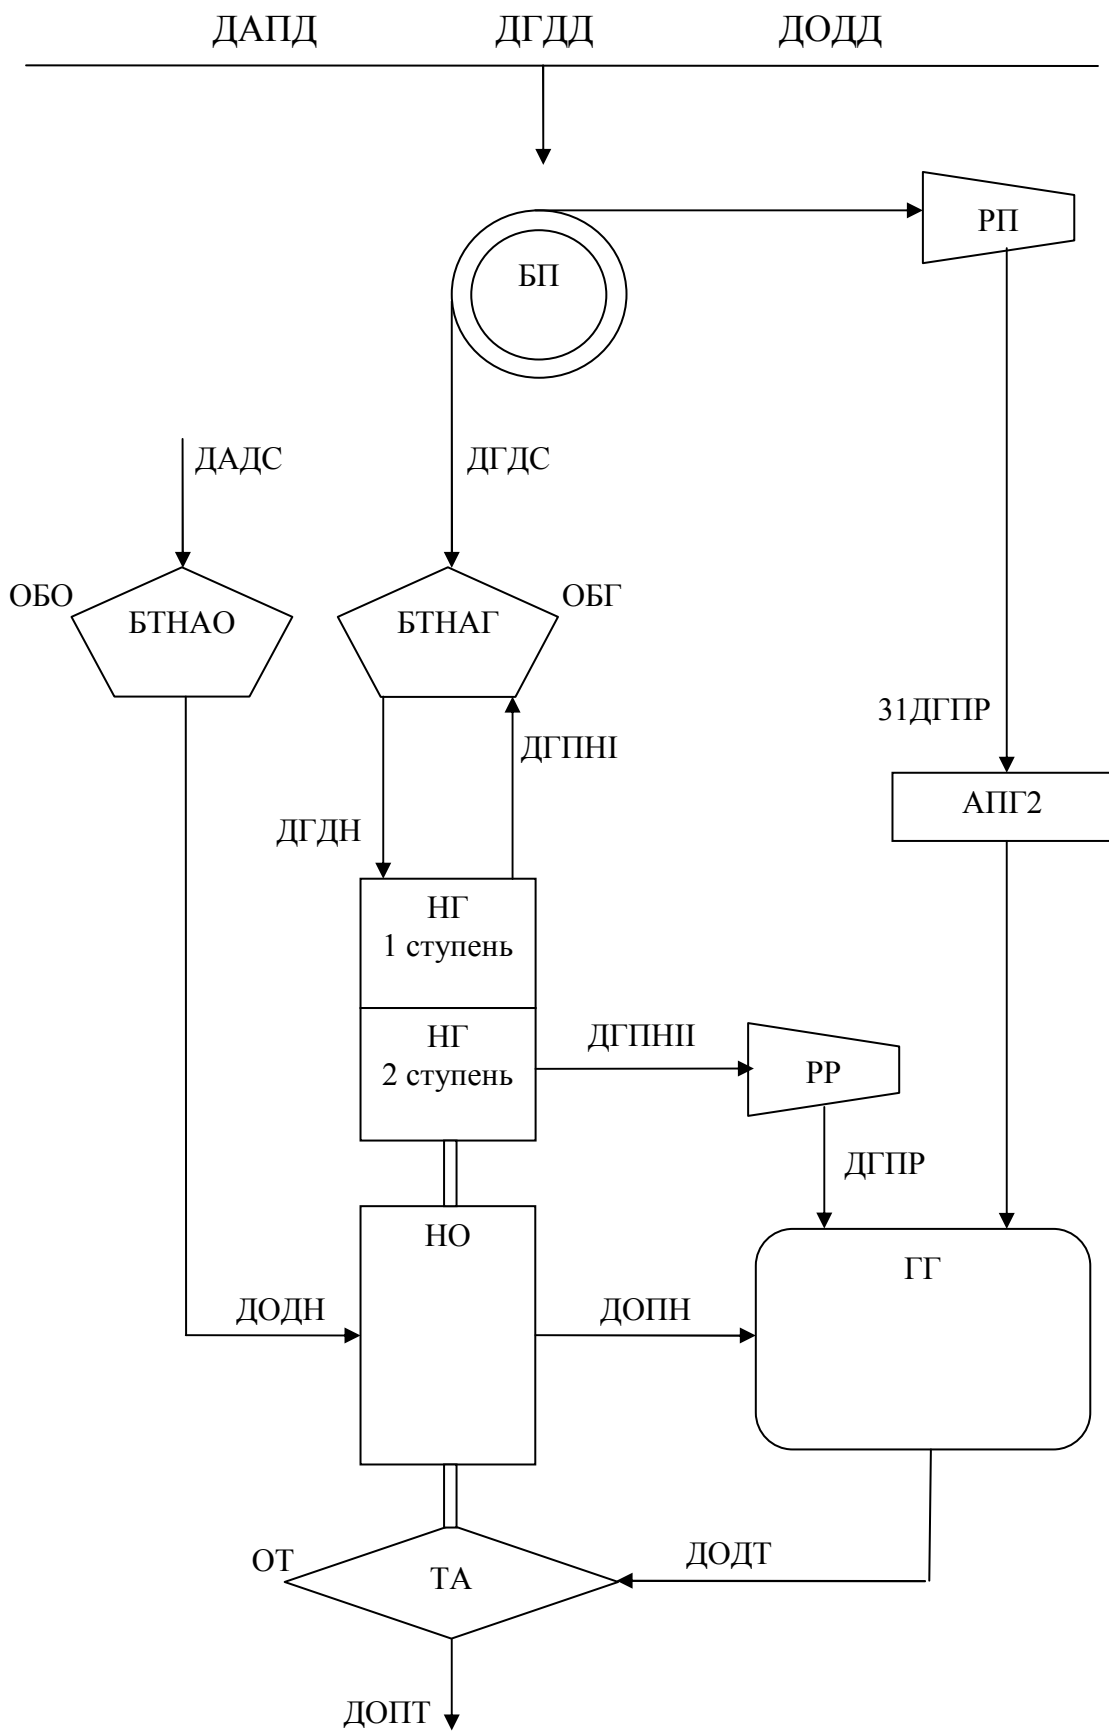 ДАПД ДГДД ДОДД
РП
БП
ДАДС ДГДС
ОБО БТНАО БТНАГ ОБГ
31ДГПР
ДГПНI
АПГ2
ДГДН
НГ
1 ступень
НГ ДГПНII
2 ступень РР
ДГПР
НО ГГ
ДОДН ДОПН
ОТ ТА ДОДТ
ДОПТ